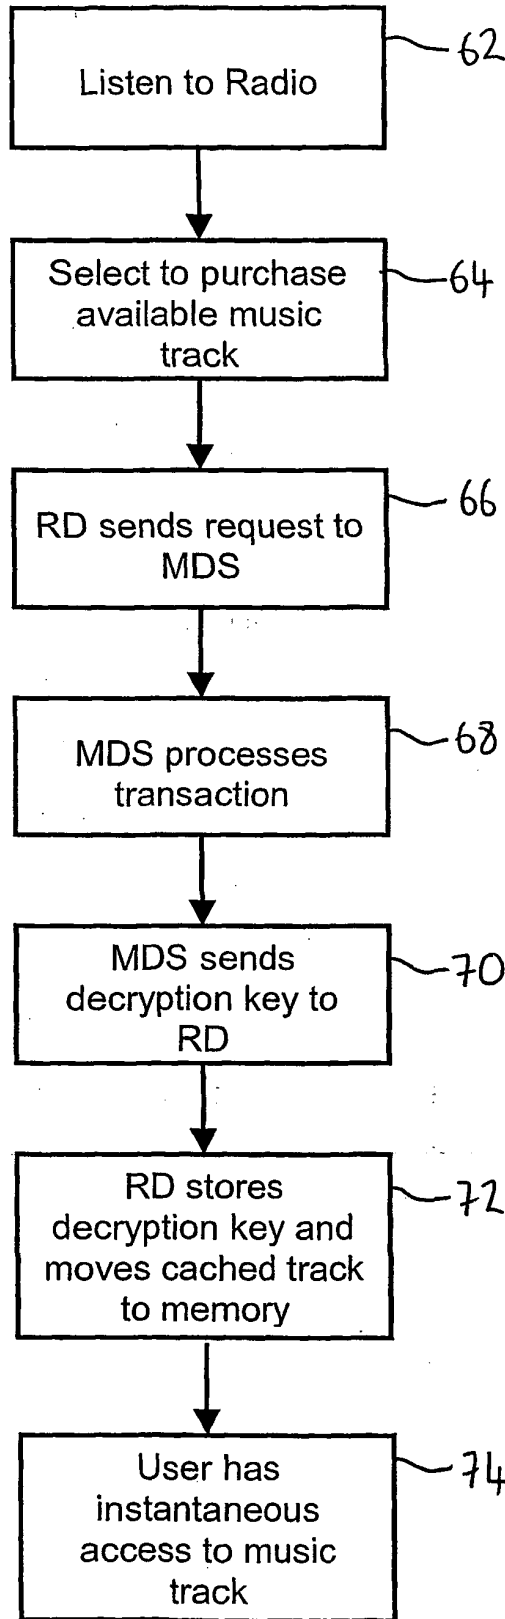 Listen to Radio
62
Select to purchase
available music
track
64
RD sends request to
MDS
66
MDS processes
transaction
68
MDS sends
decryption key to
RD
70
RD stores
decryption key and
moves cached track
to memory
72
User has
instantaneous
access to music
track
74